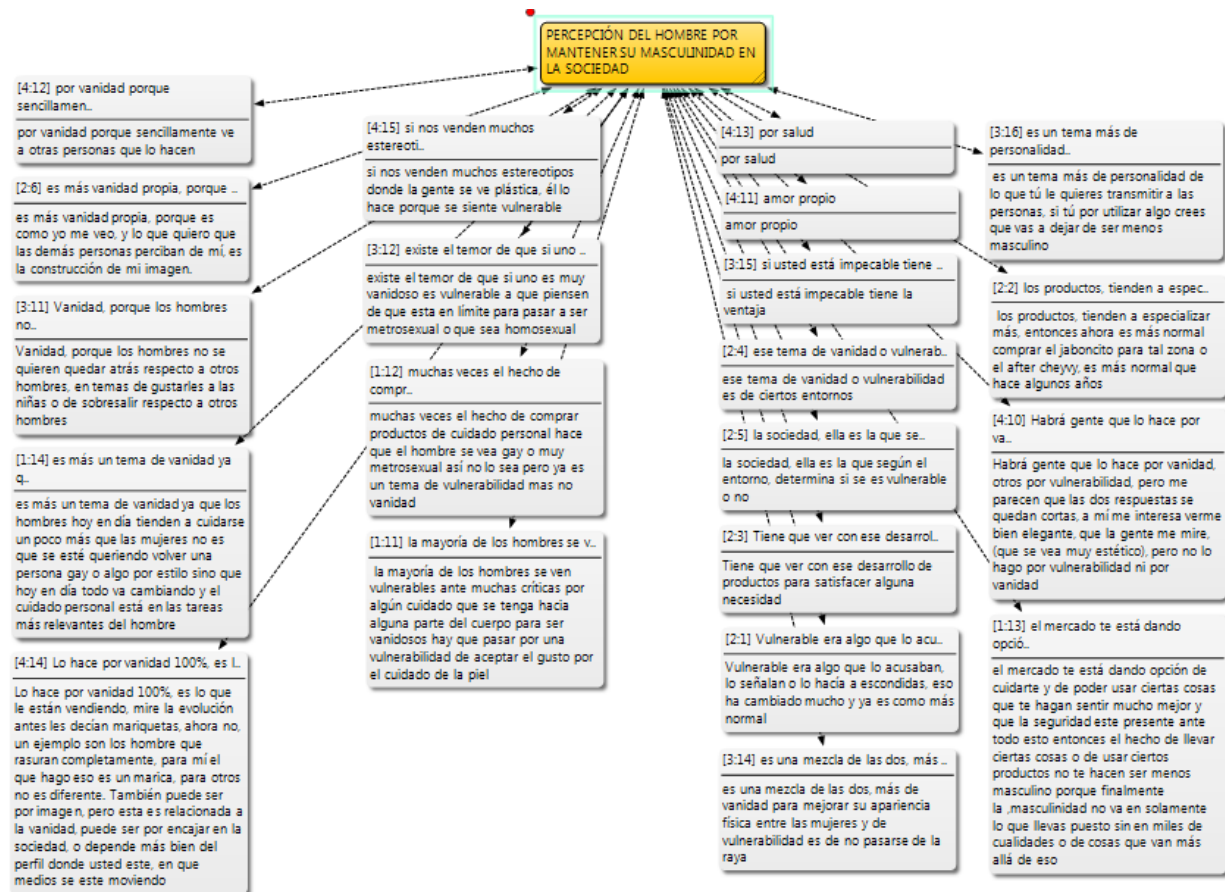 PERCEPCIÓN DEL HOMBRE POR
MANTENER SU MASCULINIDAD EN
LA SOCIEDAD
[4:12] por vanidad porque
sencillamen..
por vanidad porque sencillamente ve
a otras personas que lo hacen
[2:6] es más vanidad propia, porque ..
es más vanidad propia, porque es
como yo me veo, y lo que quiero que
las demás personas perciban de mí, es
la construcción de mi imagen.
[3:11] Vanidad, porque los hombres
no..
Vanidad, porque los hombres no se
quieren quedar atrás respecto a otros
hombres, en temas de gustarles a las
niñas o de sobresalir respecto a otros
hombres
[1:14] es más un tema de vanidad ya
q..
es más un tema de vanidad ya que los
hombres hoy en día tienden a cuidarse
un poco más que las mujeres no es
que se esté queriendo volver una
persona gay o algo por estilo sino que
hoy en día todo va cambiando y el
cuidado personal está en las tareas
más relevantes del hombre
[4:14] Lo hace por vanidad 100%, es l..
Lo hace por vanidad 100%, es lo que
le están vendiendo, mire la evolución
antes les decían mariquetas, ahora no,
un ejemplo son los hombre que
rasuran completamente, para mí el
que hago eso es un marica, para otros
no es diferente. También puede ser
por imagen, pero esta es relacionada a
la vanidad, puede ser por encajar en la
sociedad, o depende más bien del
perfil donde usted este, en que
medios se este moviendo
[4:15] si nos venden muchos
estereoti..
si nos venden muchos estereotipos
donde la gente se ve plástica, él lo
hace porque se siente vulnerable
[3:12] existe el temor de que si uno ..
existe el temor de que si uno es muy
vanidoso es vulnerable a que piensen
de que esta en límite para pasar a ser
metrosexual o que sea homosexual
[1:12] muchas veces el hecho de
compr..
muchas veces el hecho de comprar
productos de cuidado personal hace
que el hombre se vea gay o muy
metrosexual así no lo sea pero ya es
un tema de vulnerabilidad mas no
vanidad
[1:11] la mayoría de los hombres se v..
la mayoría de los hombres se ven
vulnerables ante muchas críticas por
algún cuidado que se tenga hacia
alguna parte del cuerpo para ser
vanidosos hay que pasar por una
vulnerabilidad de aceptar el gusto por
el cuidado de la piel
[4:13] por salud
por salud
[4:11] amor propio
amor propio
[3:15] si usted está impecable tiene ..
si usted está impecable tiene la
ventaja
[2:4] ese tema de vanidad o vulnerab..
ese tema de vanidad o vulnerabilidad
es de ciertos entornos
[2:5] la sociedad, ella es la que se..
la sociedad, ella es la que según el
entorno, determina si se es vulnerable
o no
[2:3] Tiene que ver con ese desarrol..
Tiene que ver con ese desarrollo de
productos para satisfacer alguna
necesidad
[2:1] Vulnerable era algo que lo acu..
Vulnerable era algo que lo acusaban,
lo señalan o lo hacía a escondidas, eso
ha cambiado mucho y ya es como más
normal
[3:14] es una mezcla de las dos, más ..
es una mezcla de las dos, más de
vanidad para mejorar su apariencia
física entre las mujeres y de
vulnerabilidad es de no pasarse de la
raya
[3:16] es un tema más de
personalidad..
es un tema más de personalidad de
lo que tú le quieres transmitir a las
personas, si tú por utilizar algo crees
que vas a dejar de ser menos
masculino
[2:2] los productos, tienden a espec..
los productos, tienden a especializar
más, entonces ahora es más normal
comprar el jaboncito para tal zona o
el after cheyvy, es más normal que
hace algunos años
[4:10] Habrá gente que lo hace por
va..
Habrá gente que lo hace por vanidad,
otros por vulnerabilidad, pero me
parecen que las dos respuestas se
quedan cortas, a mí me interesa verme
bien elegante, que la gente me mire,
(que se vea muy estético), pero no lo
hago por vulnerabilidad ni por
vanidad
[1:13] el mercado te está dando
opció..
el mercado te está dando opción de
cuidarte y de poder usar ciertas cosas
que te hagan sentir mucho mejor y
que la seguridad este presente ante
todo esto entonces el hecho de llevar
ciertas cosas o de usar ciertos
productos no te hacen ser menos
masculino porque finalmente
la ,masculinidad no va en solamente
lo que llevas puesto sin en miles de
cualidades o de cosas que van más
allá de eso